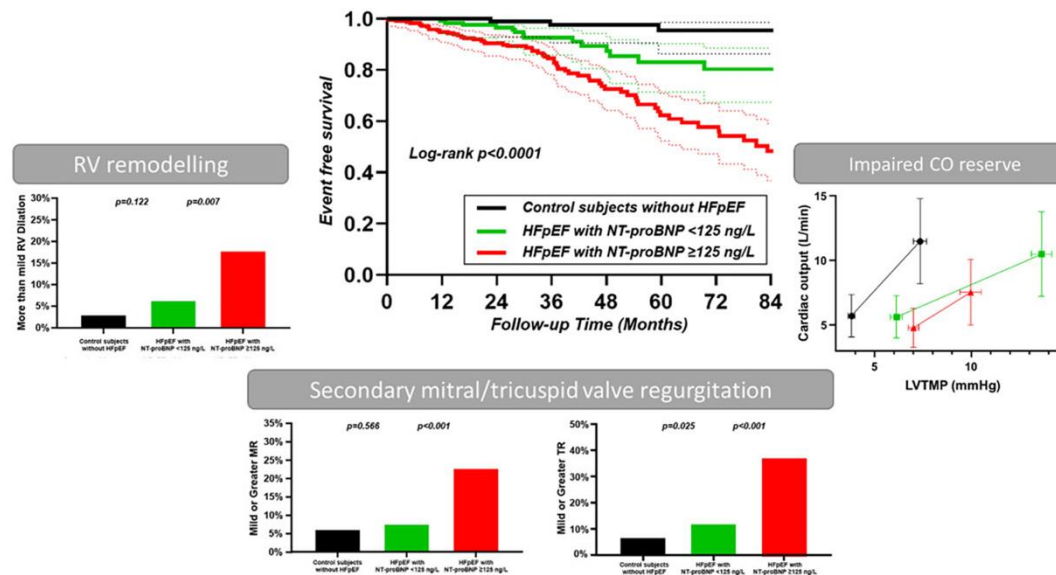 1.0
0.8
0.6
0.4
0.2
0.0
Event free survival
Log-rank p<0.0001
Control subjects without HFpEF
HFpEF with NT-proBNP <125 ng/L
HFpEF with NT-proBNP ≥125 ng/L
0 12 24 36 48 60 72 84
Follow-up Time (Months)
RV remodelling
p=0.122 p=0.007
More than mild RV Dilation
30%
25%
20%
15%
10%
5%
0%
Control subjects without HFpEF
HFpEF with NT-proBNP <125 ng/L
HFpEF with NT-proBNP ≥125 ng/L
Impaired CO reserve
Cardiac output (L/min)
15
10
5
5 10
LVTMP (mmHg)
Secondary mitral/tricuspid valve regurgitation
p=0.566 p<0.001
Mild or Greater MR
35%
30%
25%
20%
15%
10%
5%
0%
Control subjects without HFpEF
HFpEF with NT-proBNP <125 ng/L
HFpEF with NT-proBNP ≥125 ng/L
p=0.025 p<0.001
Mild or Greater TR
50%
40%
30%
20%
10%
0%
Control subjects without HFpEF
HFpEF with NT-proBNP <125 ng/L
HFpEF with NT-proBNP ≥125 ng/L